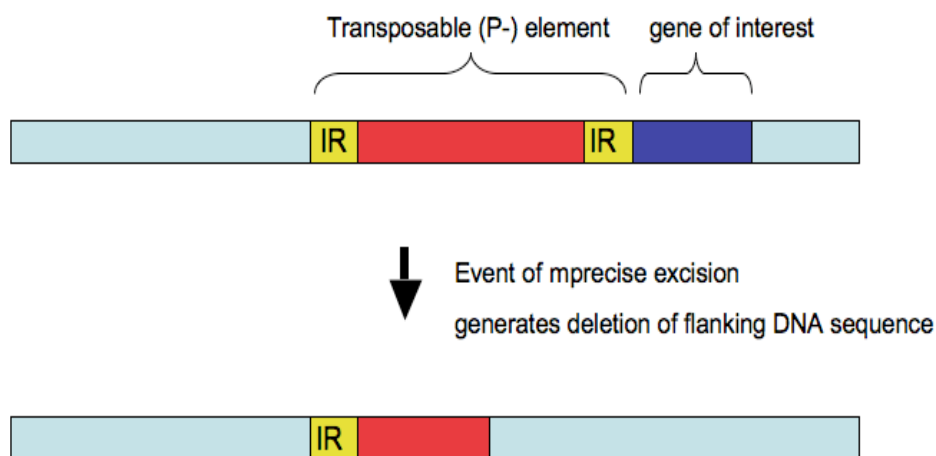 Transposable (P-) element gene of interest
IR IR
Event of mprecise excision
generates deletion of flanking DNA sequence
IR